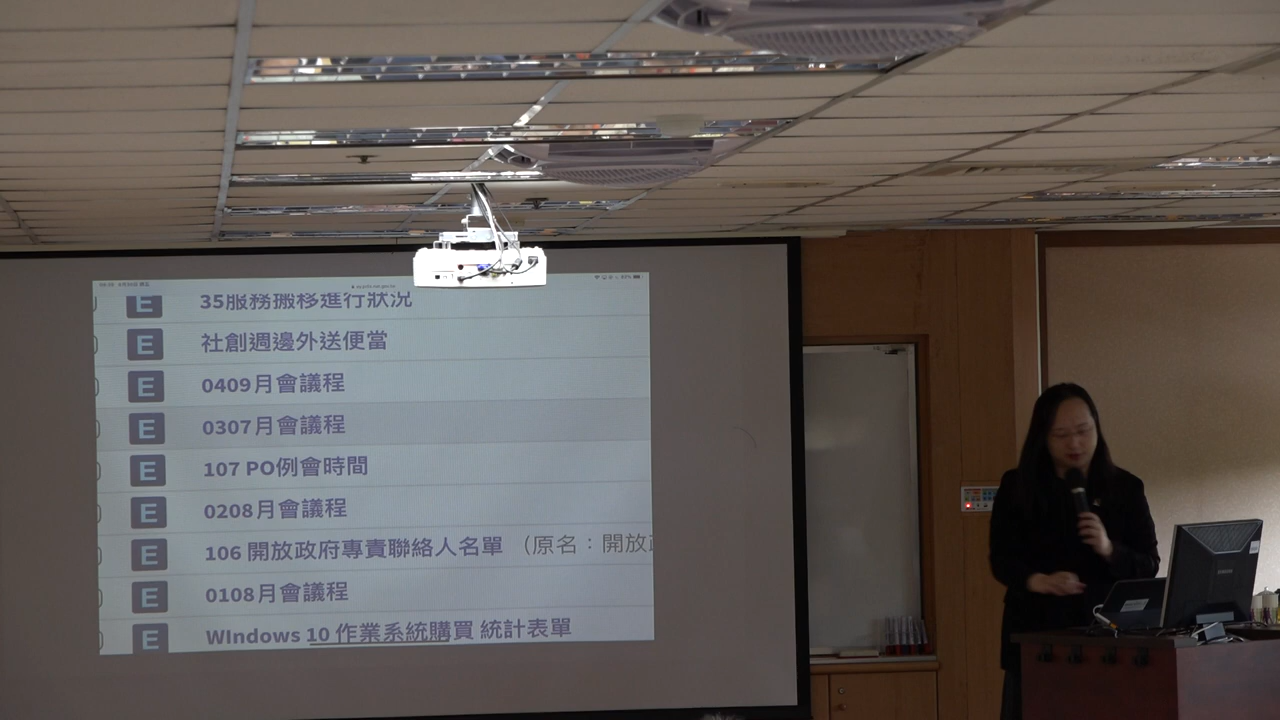 E 35服務搬移進行狀況
E 社創週邊外送便當
E 0409月會議程
E 0307月會議程
E 107 PO例會時間
E 0208月會議程
E 106 開放政府專責聯絡人名單 （原名：開放政
E 0108月會議程
E WIndows 10 作業系統購買 統計表單